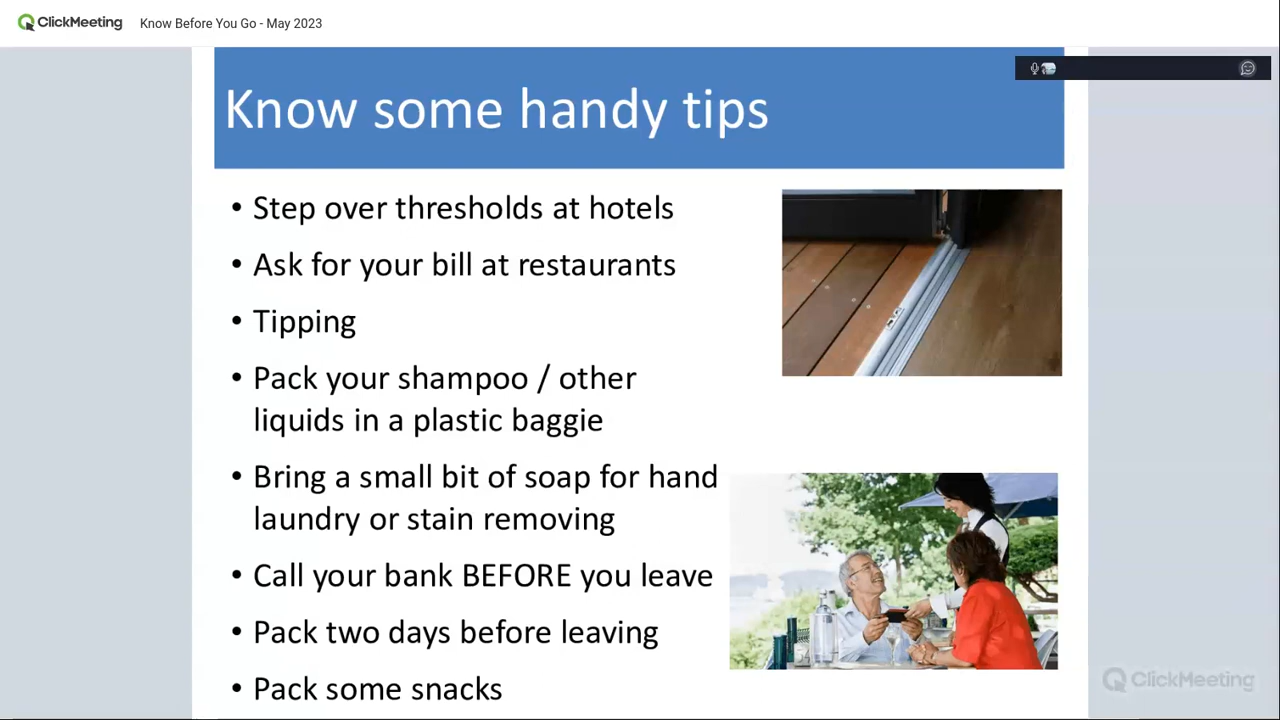 ClickMeeting Know Before You Go - May 2023
Know some handy tips
• Step over thresholds at hotels
• Ask for your bill at restaurants
• Tipping
• Pack your shampoo / other
liquids in a plastic baggie
• Bring a small bit of soap for hand
laundry or stain removing
• Call your bank BEFORE you leave
• Pack two days before leaving
• Pack some snacks
ClickMeeting